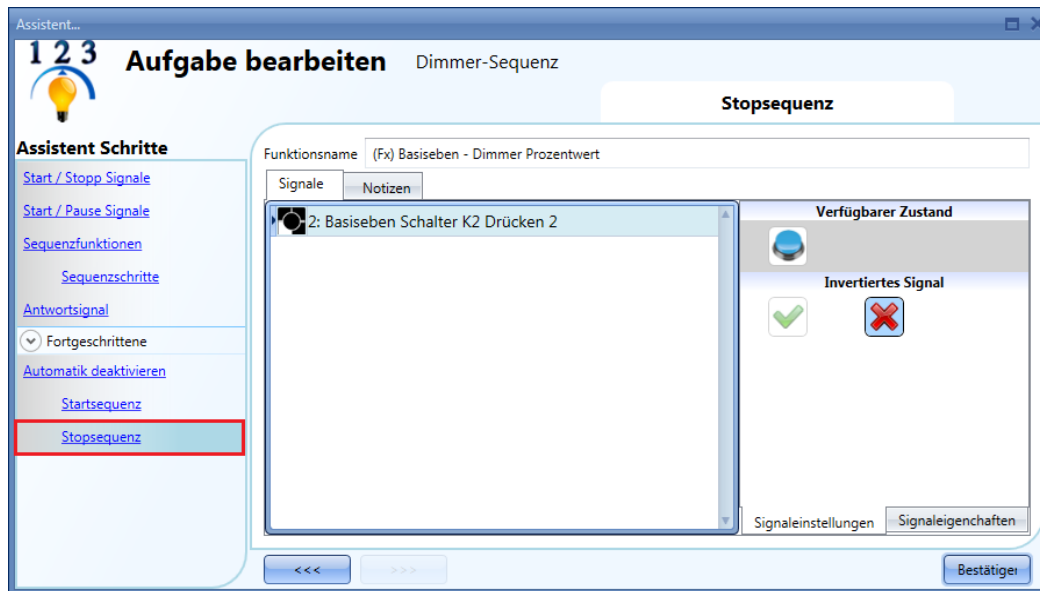 Assistent...
1 2 3
Aufgabe bearbeiten Dimmer-Sequenz
Stopsequenz
Assistent Schritte
Start / Stopp Signale
Start / Pause Signale
Sequenzfunktionen
Sequenzschritte
Antwortsignal
Fortgeschrittene
Automatik deaktivieren
Startsequenz
Stopsequenz
Funktionsname (Fx) Basiseben - Dimmer Prozentwert
Signale Notizen
2: Basiseben Schalter K2 Drücken 2
Verfügbarer Zustand
Invertiertes Signal
Signaleinstellungen Signaleigenchaften
<<< >>> Bestätiger